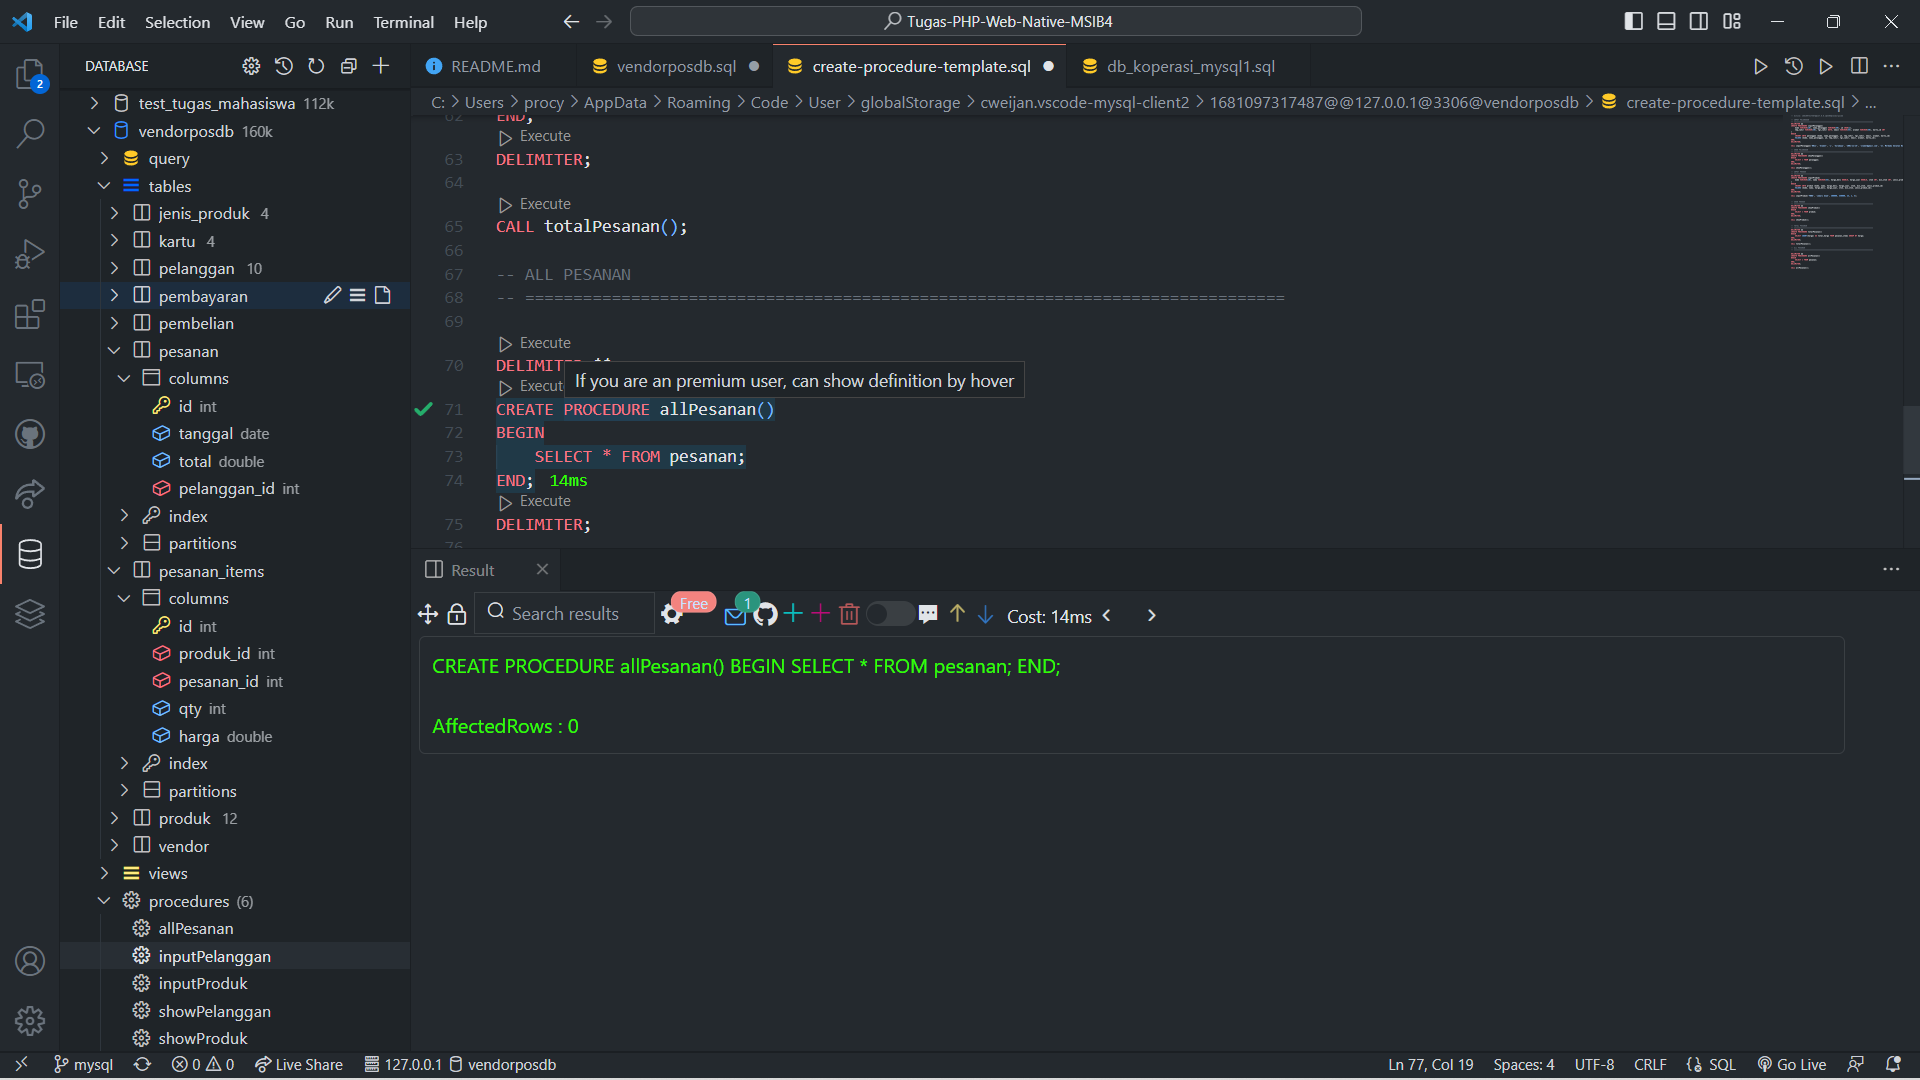 File Edit Selection View Go Run Terminal Help
Tugas-PHP-Web-Native-MSIB4
2
DATABASE
test_tugas_mahasiswa 112k
vendorposdb 160k
query
tables
jenis_produk 4
kartu 4
pelanggan 10
pembayaran
pembelian
pesanan
columns
id int
tanggal date
total double
pelanggan_id int
index
partitions
pesanan_items
columns
id int
produk_id int
pesanan_id int
qty int
harga double
index
partitions
produk 12
vendor
views
procedures (6)
allPesanan
inputPelanggan
inputProduk
showPelanggan
showProduk
README.md
vendorposdb.sql
create-procedure-template.sql
db_koperasi_mysql1.sql
C: > Users > procy > AppData > Roaming > Code > User > globalStorage > cweijan.vscode-mysql-client2 > 1681097317487@@127.0.0.1@3306@vendorposdb > create-procedure-template.sql > ...
62 END;
Execute
63 DELIMITER;
64
Execute
65 CALL totalPesanan();
66
67 -- ALL PESANAN
68 -- ===============================================================================
69
Execute
70 DELIMITER
Execute
If you are an premium user, can show definition by hover
71 CREATE PROCEDURE allPesanan()
72 BEGIN
73 SELECT * FROM pesanan;
74 END; 14ms
Execute
75 DELIMITER;
76
Result
Search results
Free
1
Cost: 14ms
CREATE PROCEDURE allPesanan() BEGIN SELECT * FROM pesanan; END;
AffectedRows : 0
mysql 0 0 Live Share 127.0.0.1 vendorposdb
Ln 77, Col 19 Spaces: 4 UTF-8 CRLF SQL Go Live